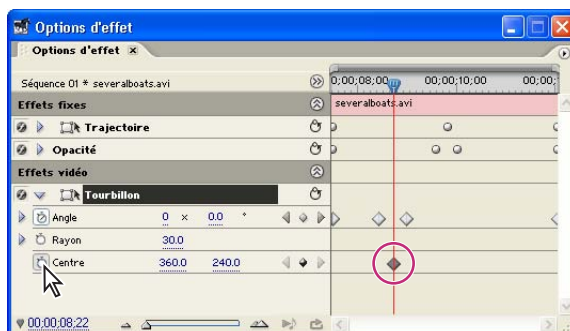 Options d'effet
Options d'effet ×
Séquence 01 * severalboats.avi
0;00;08;00 00;00;10;00 00;00;
Effets fixes
severalboats.avi
Trajectoire
Opacité
Effets vidéo
Tourbillon
Angle 0 x 0.0 °
Rayon 30.0
Centre 360.0 240.0
00;00;08;22